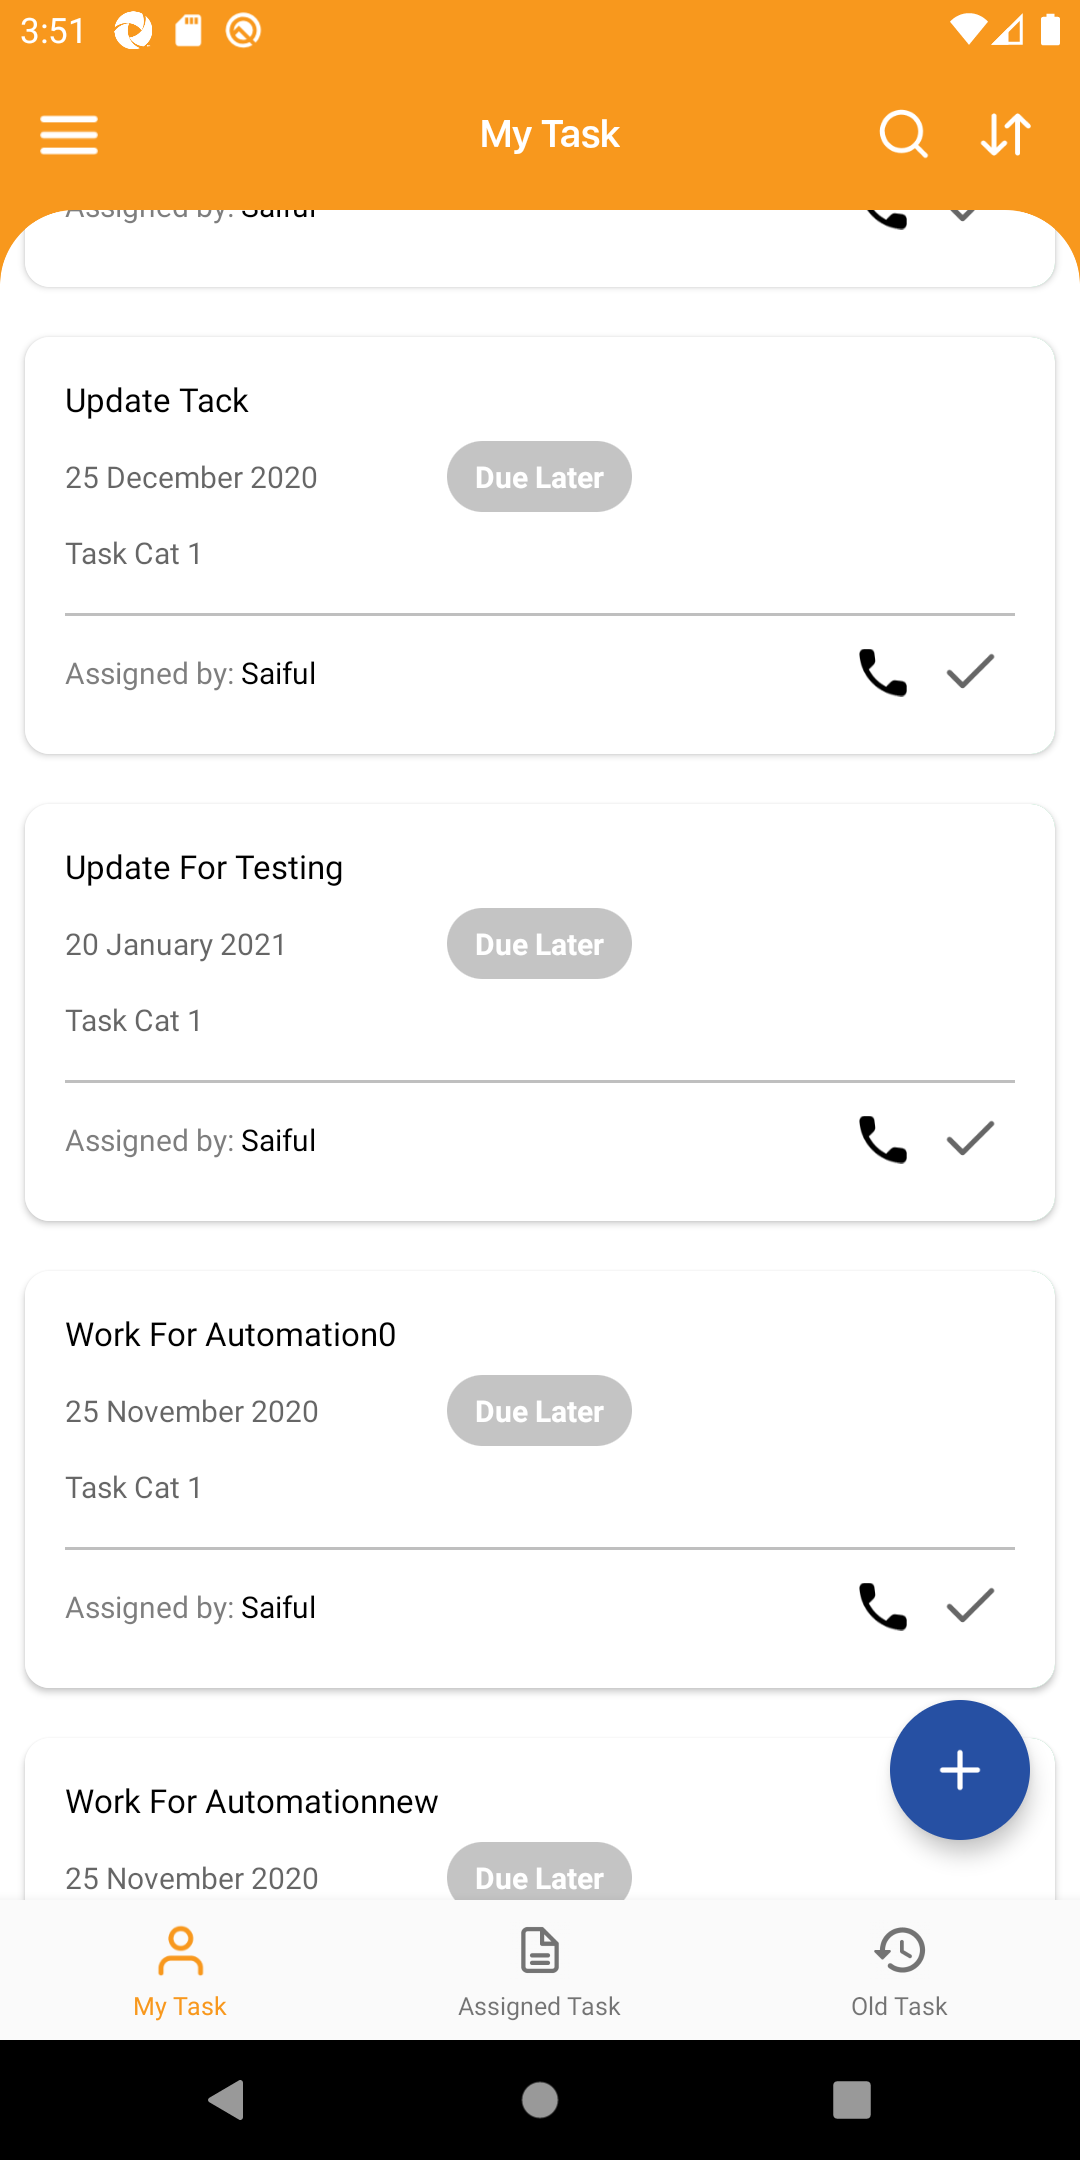 3:51
My Task
Assigned by: Saiful
Update Tack
25 December 2020
Due Later
Task Cat 1
Assigned by: Saiful
Update For Testing
20 January 2021
Due Later
Task Cat 1
Assigned by: Saiful
Work For Automation0
25 November 2020
Due Later
Task Cat 1
Assigned by: Saiful
Work For Automationnew
25 November 2020
Due Later
My Task
Assigned Task
Old Task